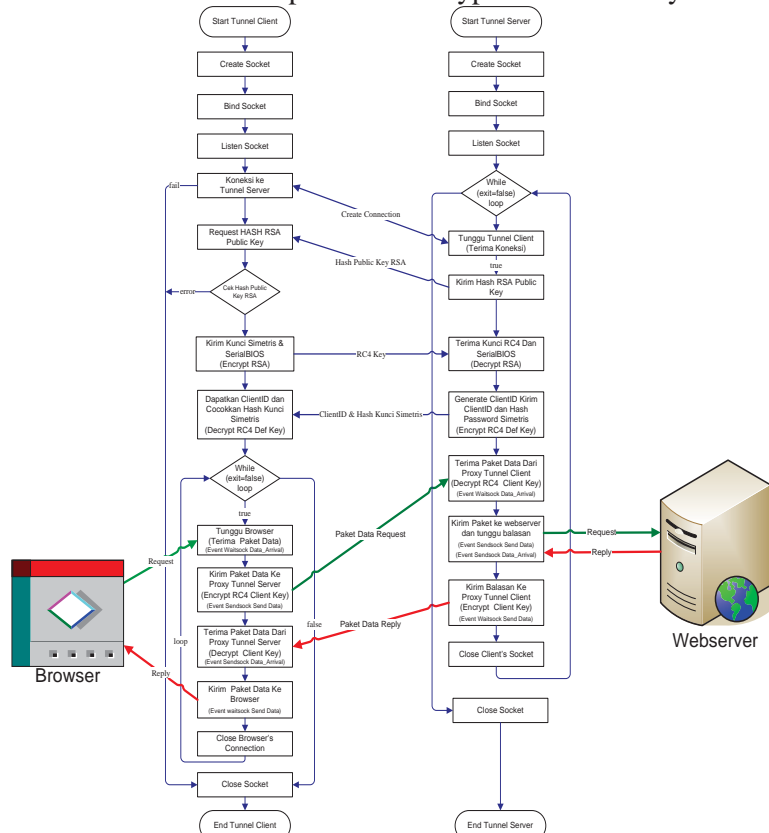 Start Tunnel Client
Create Socket
Bind Socket
Listen Socket
fail
Koneksi ke
Tunnel Server
Request HASH RSA
Public Key
error
Cek Hash Public
Key RSA
Kirim Kunci Simetris &
SerialBIOS
(Encrypt RSA)
Dapatkan ClientID dan
Cocokkan Hash Kunci
Simetris
(Decrypt RC4 Def Key)
While
(exit=false)
loop
true
Tunggu Browser
(Terima Paket Data)
(Event Waitsock Data_Arrival)
Kirim Paket Data Ke
Proxy Tunnel Server
(Encrypt RC4 Client Key)
(Event Sendsock Send Data)
false
loop
Terima Paket Data Dari
Proxy Tunnel Server
(Decrypt Client Key)
(Event Sendsock Data_Arrival)
Kirim Paket Data Ke
Browser
(Event waitsock Send Data)
Close Browser's
Connection
Close Socket
End Tunnel Client
Request
Reply
Browser
Create Connection
Hash Public Key RSA
RC4 Key
ClientID & Hash Kunci Simetris
Paket Data Request
Paket Data Reply
Start Tunnel Server
Create Socket
Bind Socket
Listen Socket
While
(exit=false)
loop
Tunggu Tunnel Client
(Terima Koneksi)
true
Kirim Hash RSA Public
Key
Terima Kunci RC4 Dan
SerialBIOS
(Decrypt RSA)
Generate ClientID Kirim
ClientID dan Hash
Password Simetris
(Encrypt RC4 Def Key)
Terima Paket Data Dari
Proxy Tunnel Client
(Decrypt RC4 Client Key)
(Event Waitsock Data_Arrival)
Kirim Paket ke webserver
dan tunggu balasan
(Event Sendsock Send Data)
(Event Sendsock Data_Arrival)
Kirim Balasan Ke
Proxy Tunnel Client
(Encrypt Client Key)
(Event Waitsock Send Data)
Close Client's Socket
Close Socket
End Tunnel Server
Request
Reply
Webserver